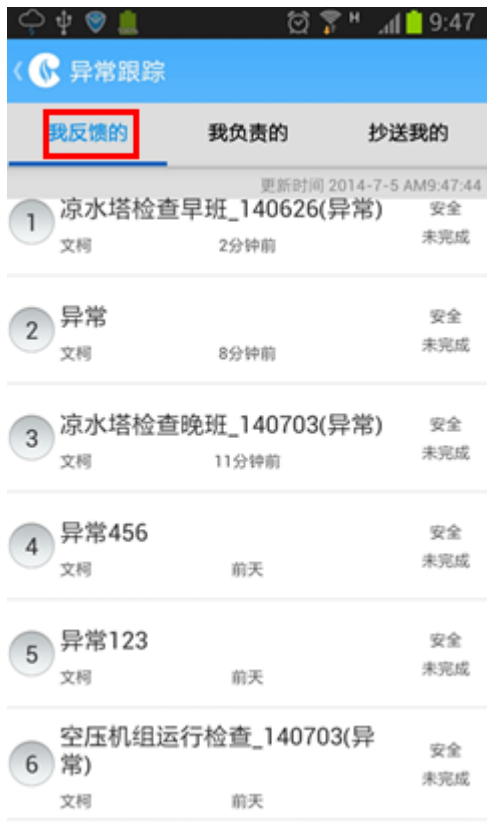 H 9:47
异常跟踪
我反馈的 我负责的 抄送我的
更新时间 2014-7-5 AM9:47:44
1 凉水塔检查早班_140626(异常) 安全
文柯 2分钟前 未完成
2 异常 安全
文柯 8分钟前 未完成
3 凉水塔检查晚班_140703(异常) 安全
文柯 11分钟前 未完成
4 异常456 安全
文柯 前天 未完成
5 异常123 安全
文柯 前天 未完成
6 空压机组运行检查_140703(异 安全
常)
文柯 前天 未完成